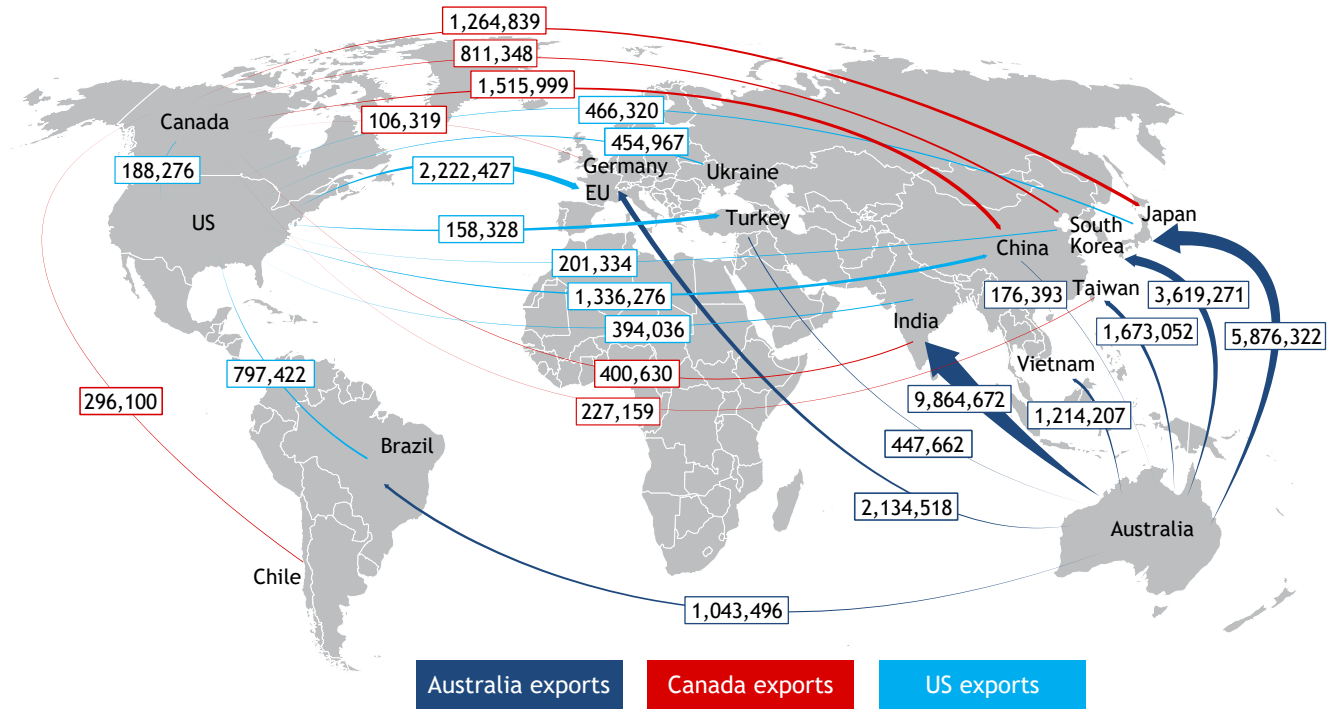 1,264,839
811,348
1,515,999
106,319
466,320
Canada
454,967
188,276
2,222,427
Germany
EU
Ukraine
US
158,328
Turkey
Japan
South
Korea
China
201,334
1,336,276
176,393
Taiwan
3,619,271
394,036
India
1,673,052
5,876,322
797,422
400,630
Vietnam
296,100
227,159
9,864,672
1,214,207
Brazil
447,662
2,134,518
Australia
Chile
1,043,496
Australia exports
Canada exports
US exports